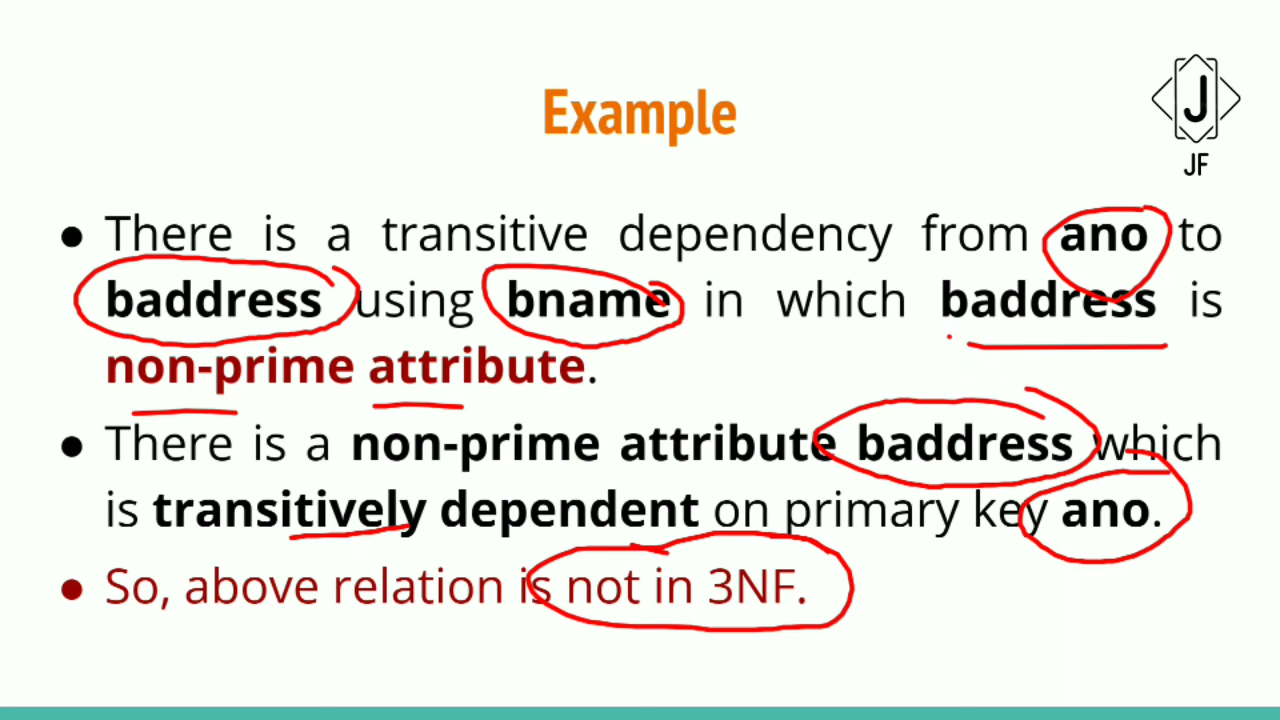 Example
J
JF
● There is a transitive dependency from ano to
baddress using bname in which baddress is
non-prime attribute.
● There is a non-prime attribute baddress which
is transitively dependent on primary key ano.
● So, above relation is not in 3NF.